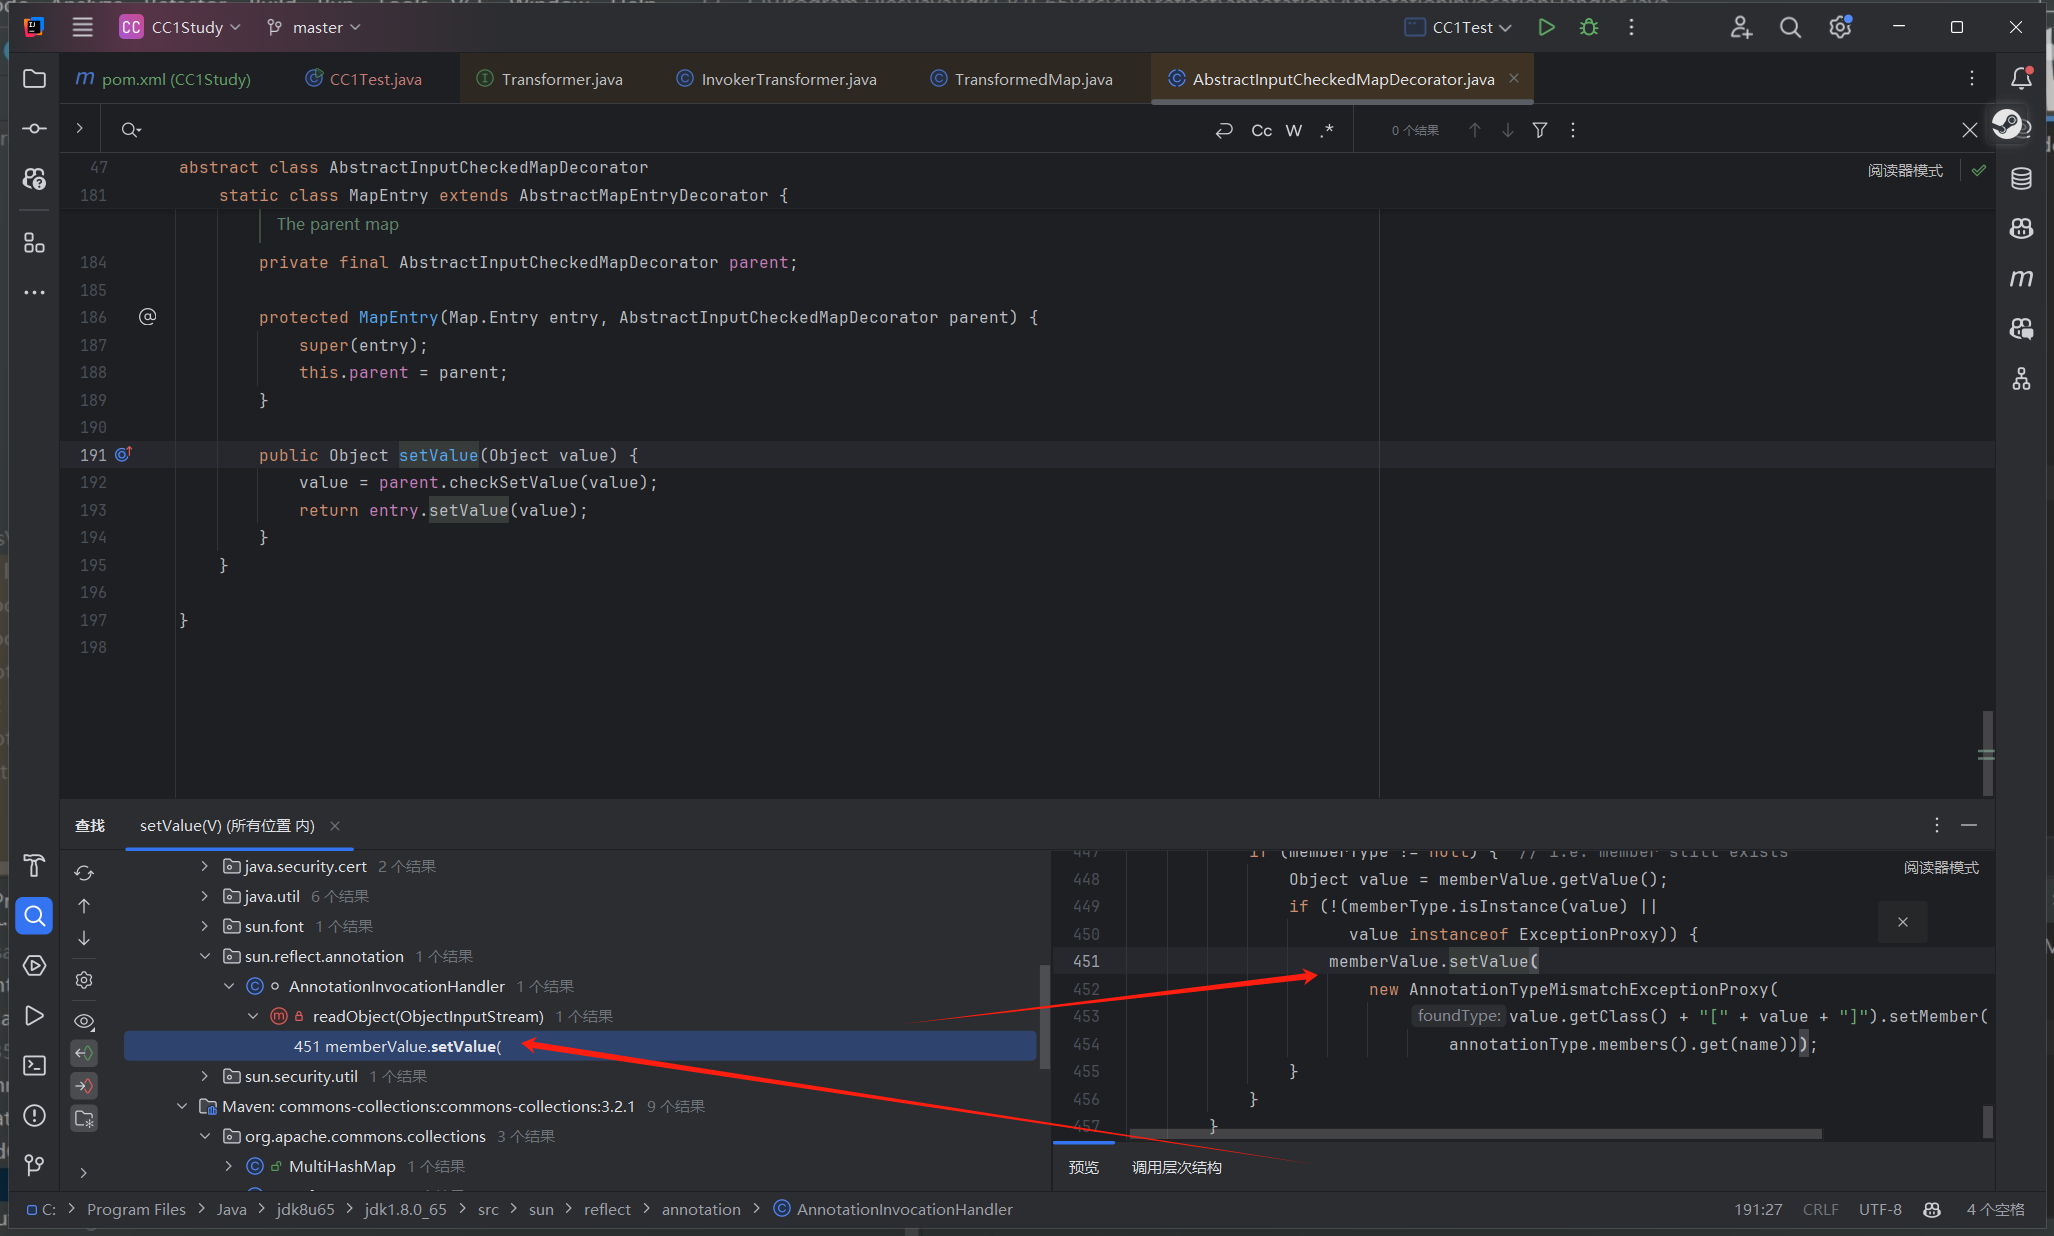 CC CC1Study master CC1Test
pom.xml (CC1Study) CC1Test.java Transformer.java InvokerTransformer.java TransformedMap.java AbstractInputCheckedMapDecorator.java
Cc W .* 0 个结果
47 abstract class AbstractInputCheckedMapDecorator
阅读器模式
181 static class MapEntry extends AbstractMapEntryDecorator {
The parent map
184 private final AbstractInputCheckedMapDecorator parent;
185
186 protected MapEntry(Map.Entry entry, AbstractInputCheckedMapDecorator parent) {
187 super(entry);
188 this.parent = parent;
189 }
190
191 public Object setValue(Object value) {
192 value = parent.checkSetValue(value);
193 return entry.setValue(value);
194 }
195 }
196
197 }
198
查找 setValue(V) (所有位置 内)
java.security.cert 2 个结果
java.util 6 个结果
sun.font 1 个结果
sun.reflect.annotation 1 个结果
AnnotationInvocationHandler 1 个结果
readObject(ObjectInputStream) 1 个结果
451 memberValue.setValue(
sun.security.util 1 个结果
Maven: commons-collections:commons-collections:3.2.1 9 个结果
org.apache.commons.collections 3 个结果
MultiHashMap 1 个结果
447 if (memberType != null) { // i.e. member still exists
阅读器模式
448 Object value = memberValue.getValue();
449 if (!(memberType.isInstance(value) ||
450 value instanceof ExceptionProxy)) {
451 memberValue.setValue(
452 new AnnotationTypeMismatchExceptionProxy(
453 foundType: value.getClass() + "[" + value + "]").setMember(
454 annotationType.members().get(name)));
455 }
456 }
457 }
预览 调用层次结构
C: > Program Files > Java > jdk8u65 > jdk1.8.0_65 > src > sun > reflect > annotation > AnnotationInvocationHandler
191:27 CRLF UTF-8 4 个空格